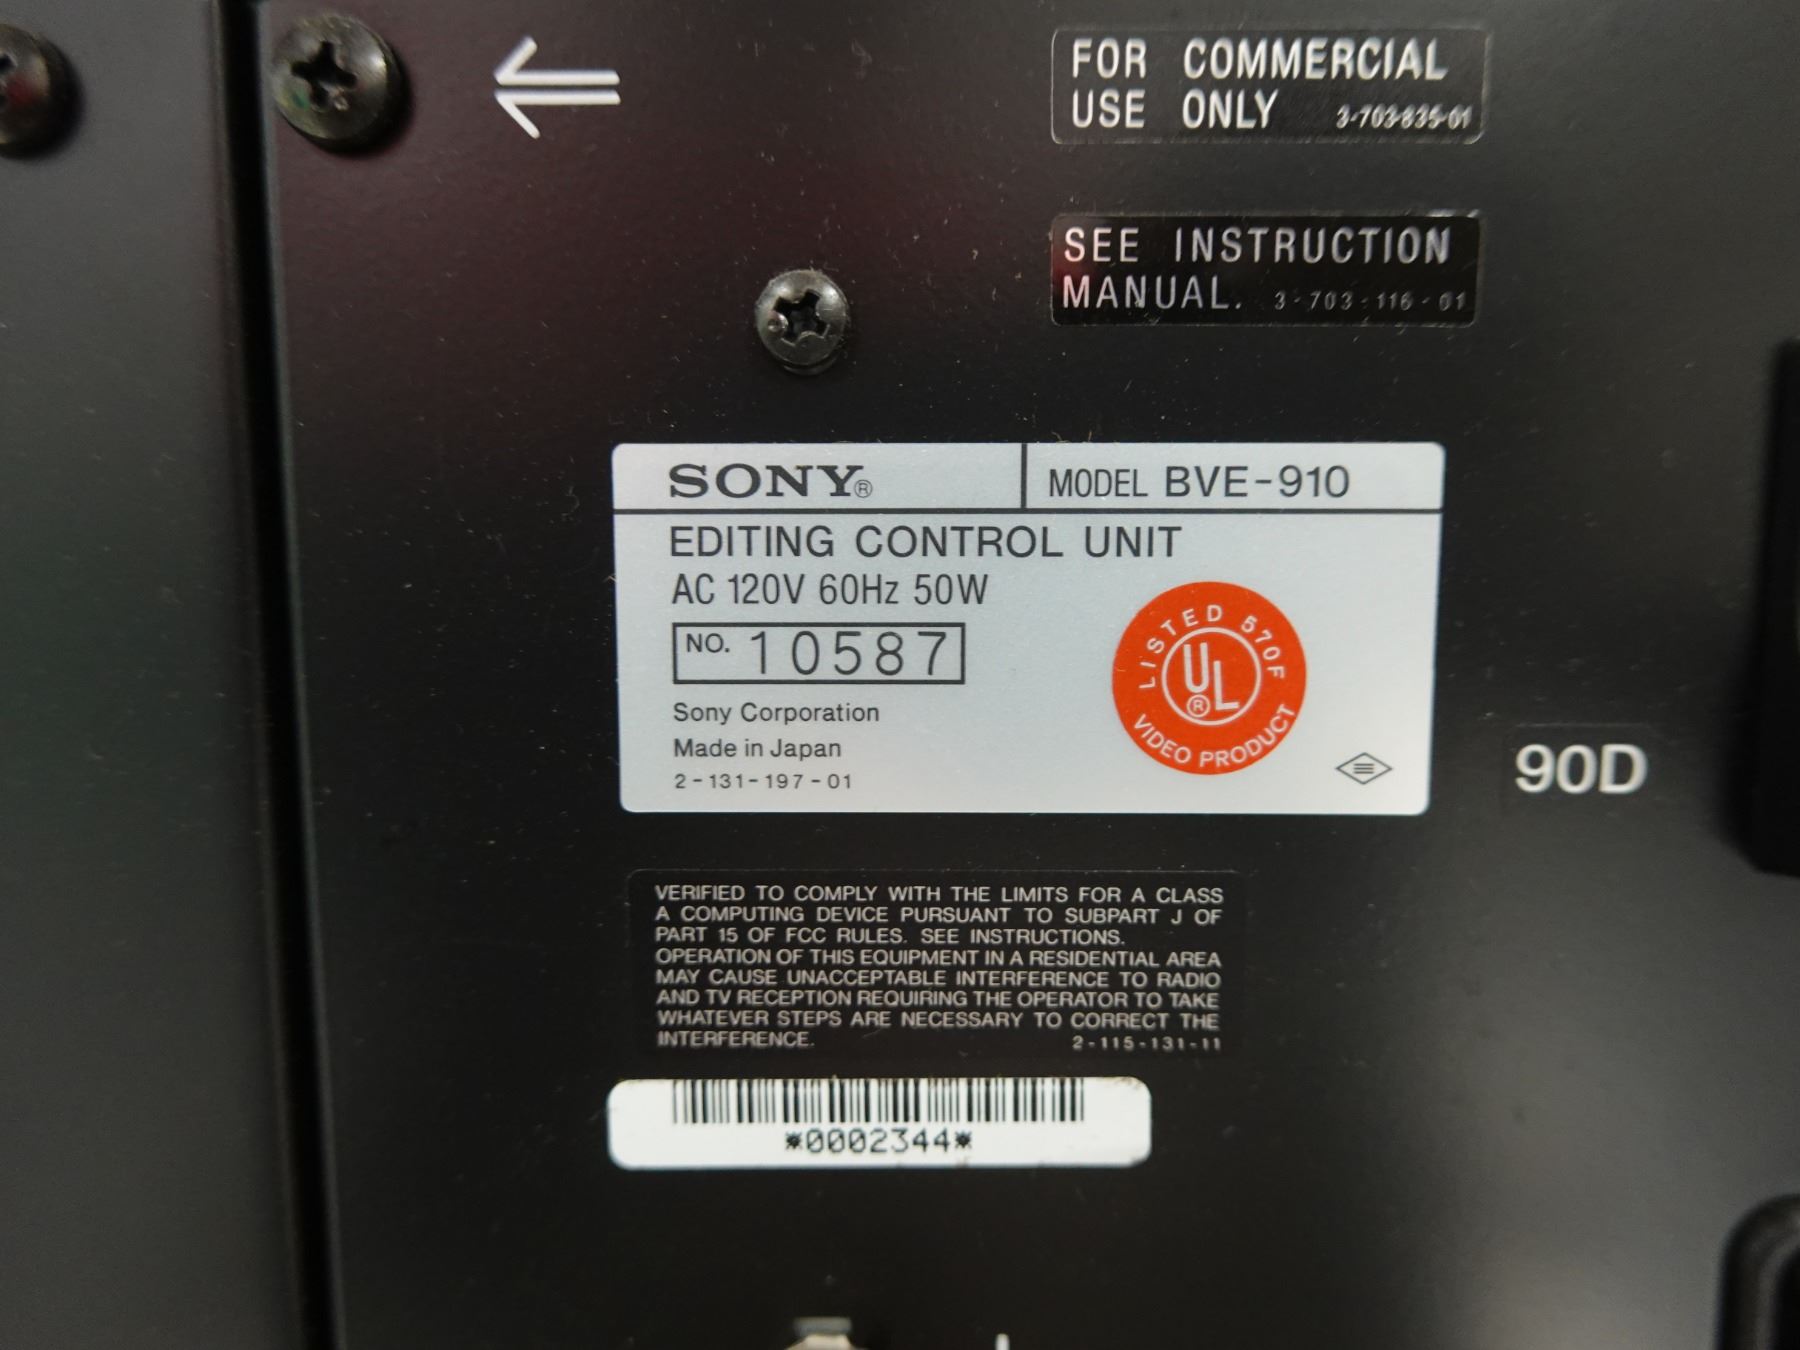 FOR COMMERCIAL
USE ONLY 3-703-835-01
SEE INSTRUCTION
MANUAL. 3-703-116-01
SONY® MODEL BVE-910
EDITING CONTROL UNIT
AC 120V 60Hz 50W
NO. 10587
Sony Corporation
Made in Japan
2-131-197-01
LISTED 570F
UL®
VIDEO PRODUCT
90D
VERIFIED TO COMPLY WITH THE LIMITS FOR A CLASS
A COMPUTING DEVICE PURSUANT TO SUBPART J OF
PART 15 OF FCC RULES. SEE INSTRUCTIONS.
OPERATION OF THIS EQUIPMENT IN A RESIDENTIAL AREA
MAY CAUSE UNACCEPTABLE INTERFERENCE TO RADIO
AND TV RECEPTION REQUIRING THE OPERATOR TO TAKE
WHATEVER STEPS ARE NECESSARY TO CORRECT THE
INTERFERENCE. 2-115-131-11
*0002344*